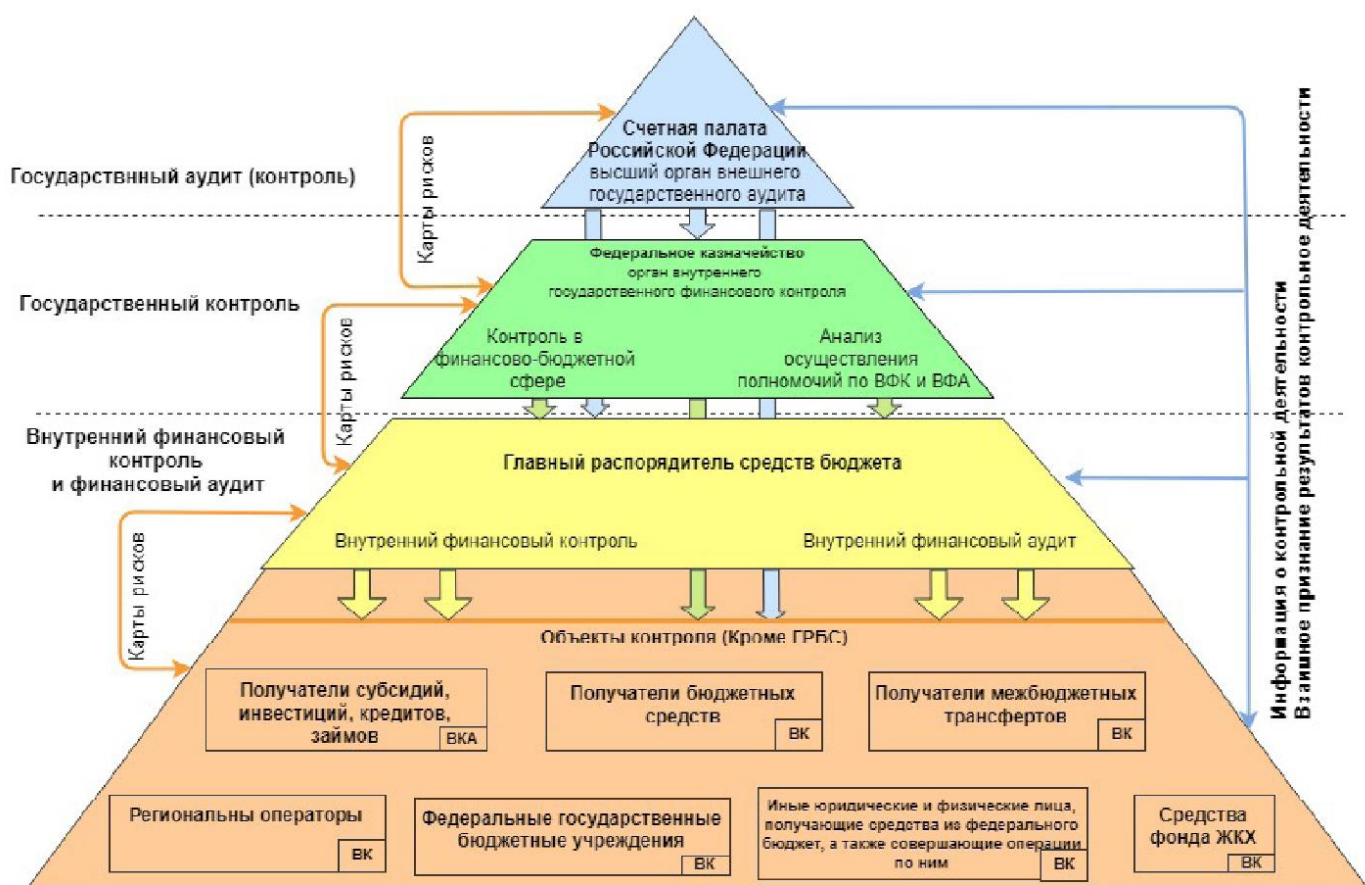 Счетная палата
Российской Федерации
высший орган внешнего
государственного аудита
Государствнный аудит (контроль)
Карты рисков
Федеральное казначейство
орган внутреннего
государственного финансового контроля
Государственный контроль
Контроль в
финансово-бюджетной
сфере
Анализ
осуществления
полномочий по ВФК и ВФА
Карты рисков
Внутренний финансовый
контроль
и финансовый аудит
Главный распорядитель средств бюджета
Внутренний финансовый контроль
Внутренний финансовый аудит
Карты рисков
Объекты контроля (Кроме ГРБС)
Получатели субсидий,
инвестиций, кредитов,
займов
ВКА
Получатели бюджетных
средств
ВК
Получатели межбюджетных
трансфертов
ВК
Региональны операторы
ВК
Федеральные государственные
бюджетные учреждения
ВК
Иные юридические и физические лица,
получающие средства из федерального
бюджет, а также совершающие операции
по ним
ВК
Средства
фонда ЖКХ
ВК
Информация о контрольной деятельности
Взаимное признание результатов контрольное деятельности